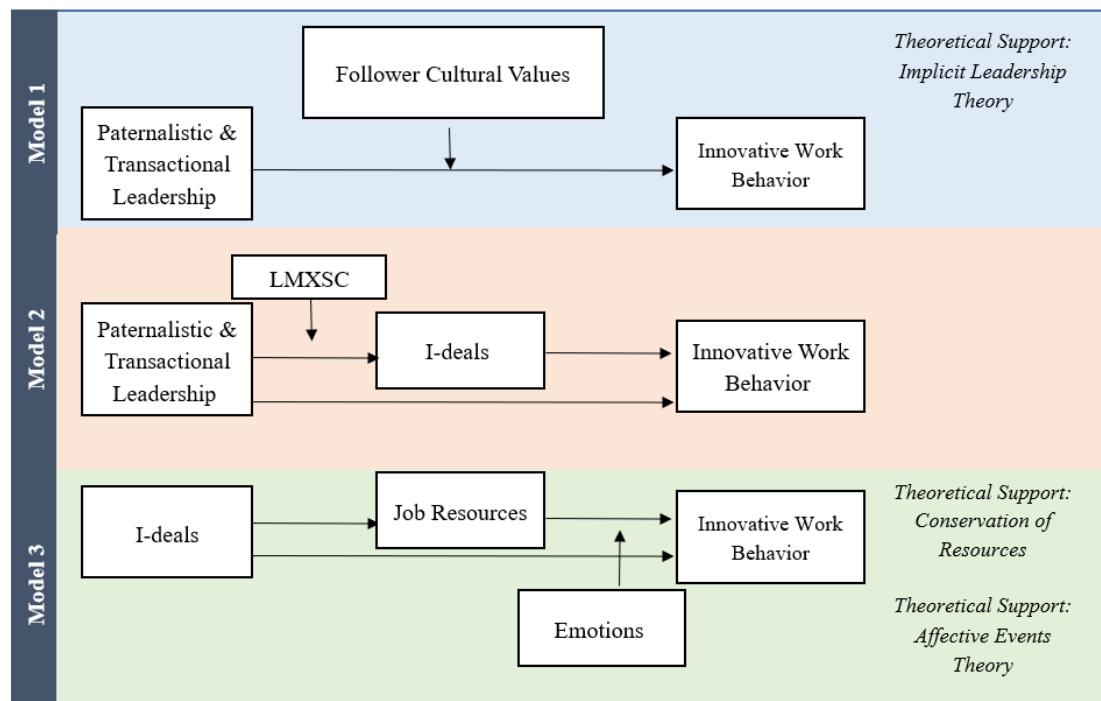 Model 1
Follower Cultural Values
Theoretical Support:
Implicit Leadership
Theory
Paternalistic &
Transactional
Leadership
Innovative Work
Behavior
Model 2
LMXSC
Paternalistic &
Transactional
Leadership
I-deals
Innovative Work
Behavior
Model 3
I-deals
Job Resources
Innovative Work
Behavior
Emotions
Theoretical Support:
Conservation of
Resources
Theoretical Support:
Affective Events
Theory